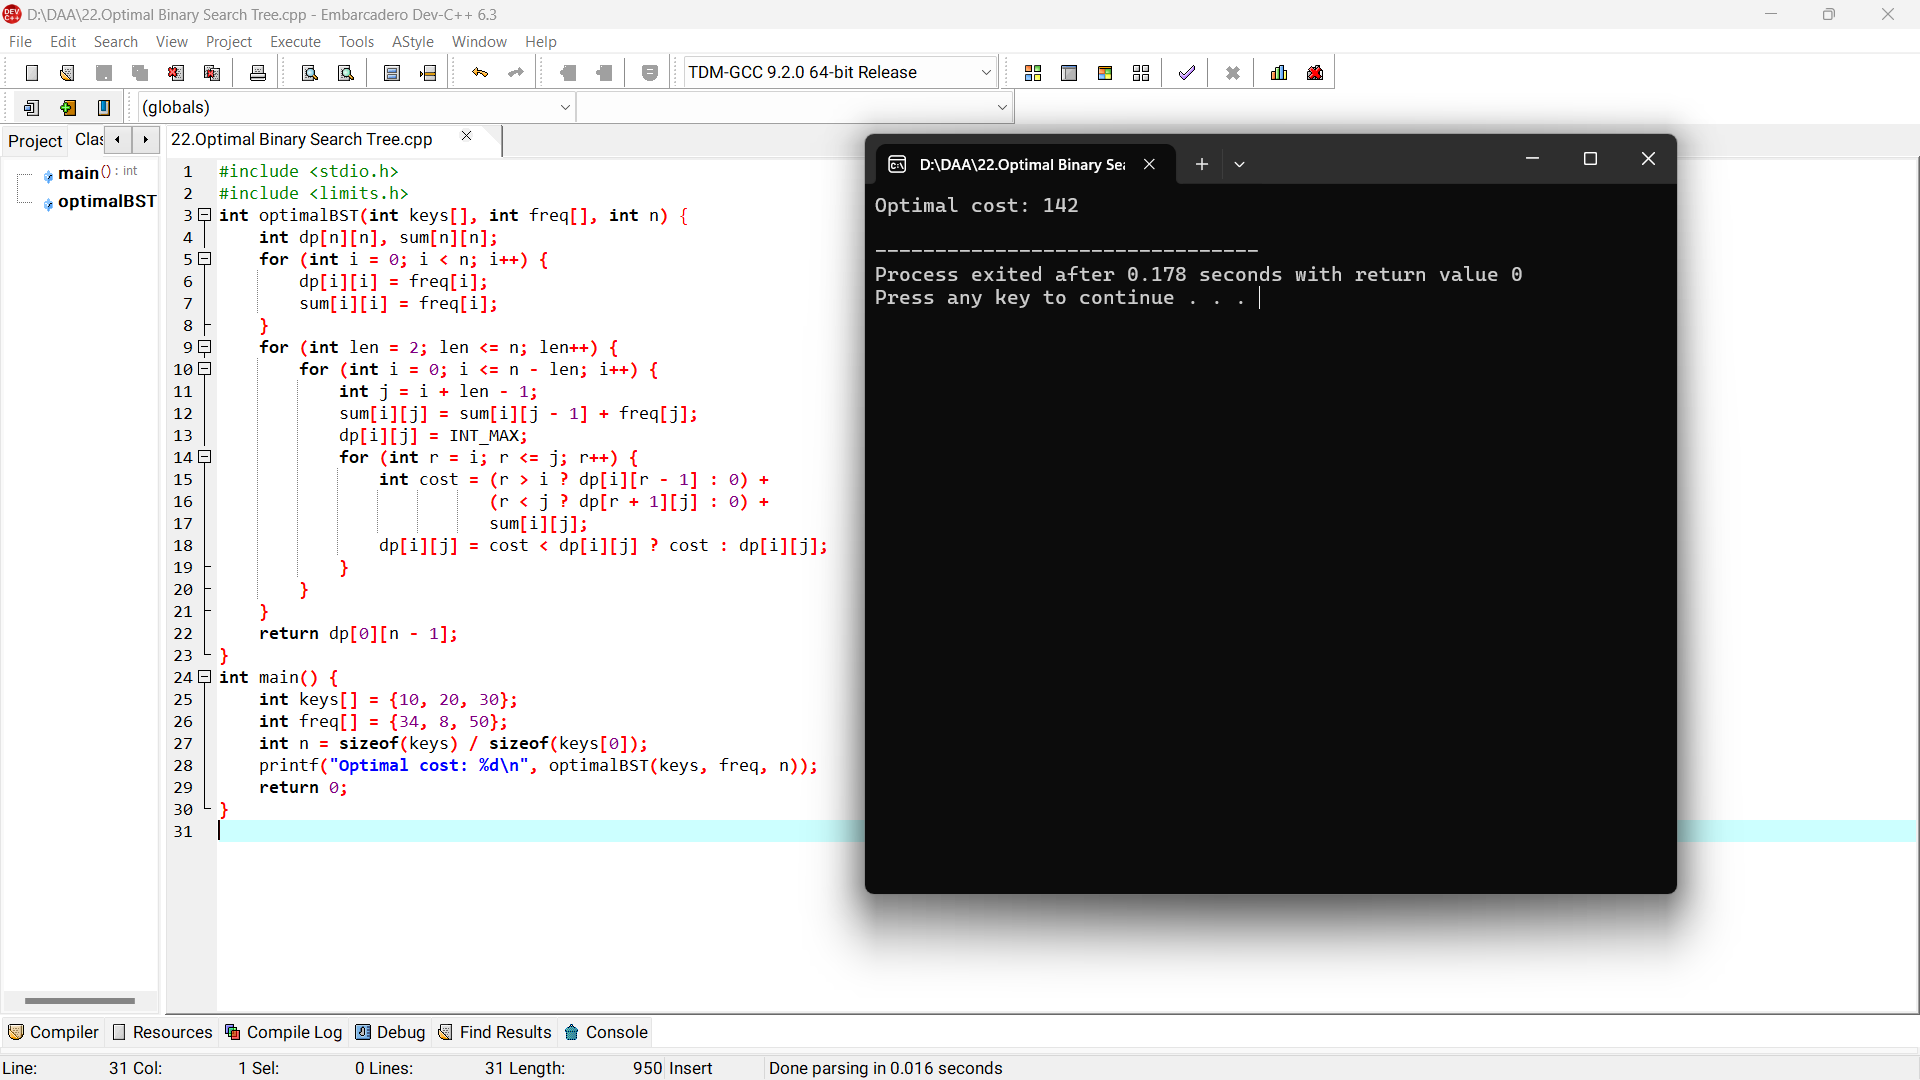 D:\DAA\22.Optimal Binary Search Tree.cpp - Embarcadero Dev-C++ 6.3
File Edit Search View Project Execute Tools AStyle Window Help
TDM-GCC 9.2.0 64-bit Release
(globals)
Project Clas
22.Optimal Binary Search Tree.cpp
main() : int
optimalBST
1 #include <stdio.h>
2 #include <limits.h>
3 int optimalBST(int keys[], int freq[], int n) {
4 int dp[n][n], sum[n][n];
5 for (int i = 0; i < n; i++) {
6 dp[i][i] = freq[i];
7 sum[i][i] = freq[i];
8 }
9 for (int len = 2; len <= n; len++) {
10 for (int i = 0; i <= n - len; i++) {
11 int j = i + len - 1;
12 sum[i][j] = sum[i][j - 1] + freq[j];
13 dp[i][j] = INT_MAX;
14 for (int r = i; r <= j; r++) {
15 int cost = (r > i ? dp[i][r - 1] : 0) +
16 (r < j ? dp[r + 1][j] : 0) +
17 sum[i][j];
18 dp[i][j] = cost < dp[i][j] ? cost : dp[i][j];
19 }
20 }
21 }
22 return dp[0][n - 1];
23 }
24 int main() {
25 int keys[] = {10, 20, 30};
26 int freq[] = {34, 8, 50};
27 int n = sizeof(keys) / sizeof(keys[0]);
28 printf("Optimal cost: %d\n", optimalBST(keys, freq, n));
29 return 0;
30 }
31
D:\DAA\22.Optimal Binary Sea
Optimal cost: 142
--------------------------------
Process exited after 0.178 seconds with return value 0
Press any key to continue . . .
Compiler Resources Compile Log Debug Find Results Console
Line: 31 Col: 1 Sel: 0 Lines: 31 Length: 950 Insert Done parsing in 0.016 seconds